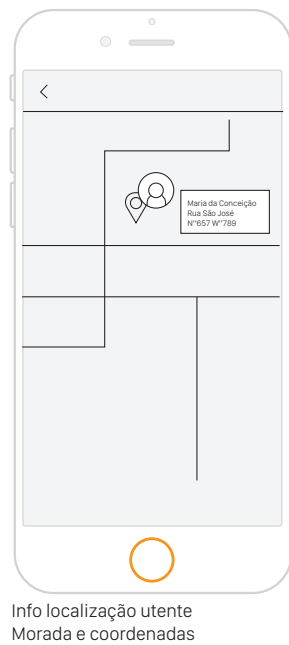 Maria da Conceição
Rua São José
N"657 W"789
Info localização utente
Morada e coordenadas